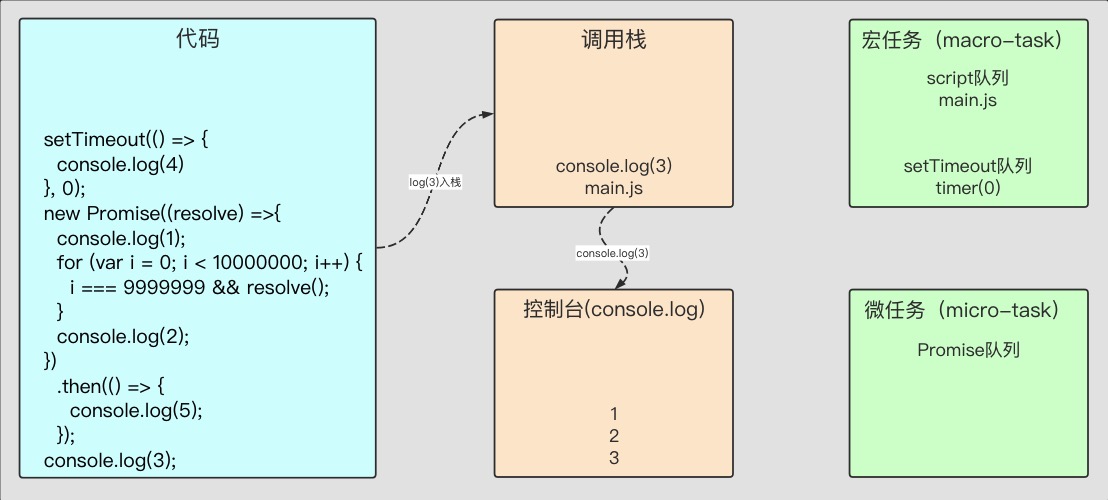 代码
setTimeout(() => {
console.log(4)
}, 0);
new Promise((resolve) =>{
console.log(1);
for (var i = 0; i < 10000000; i++) {
i === 9999999 && resolve();
}
console.log(2);
})
.then(() => {
console.log(5);
});
console.log(3);
log(3)入栈
调用栈
console.log(3)
main.js
console.log(3)
控制台(console.log)
1
2
3
宏任务（macro-task）
script队列
main.js
setTimeout队列
timer(0)
微任务（micro-task）
Promise队列